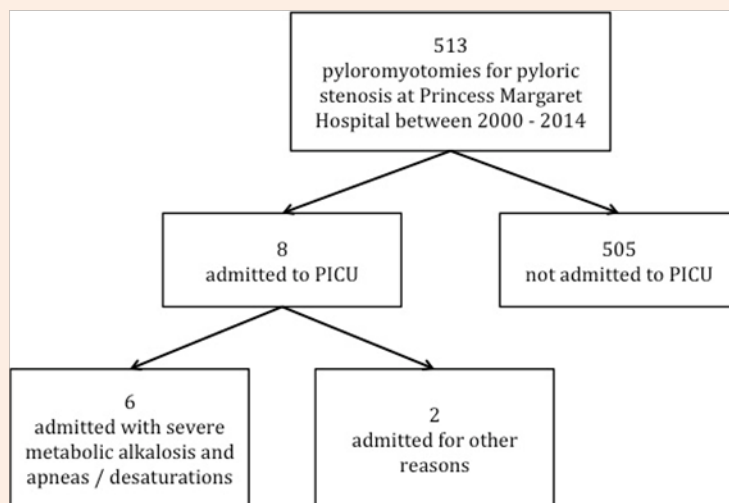 513
pyloromyotomies for pyloric
stenosis at Princess Margaret
Hospital between 2000 - 2014
8
admitted to PICU
505
not admitted to PICU
6
admitted with severe
metabolic alkalosis and
apneas / desaturations
2
admitted for other
reasons